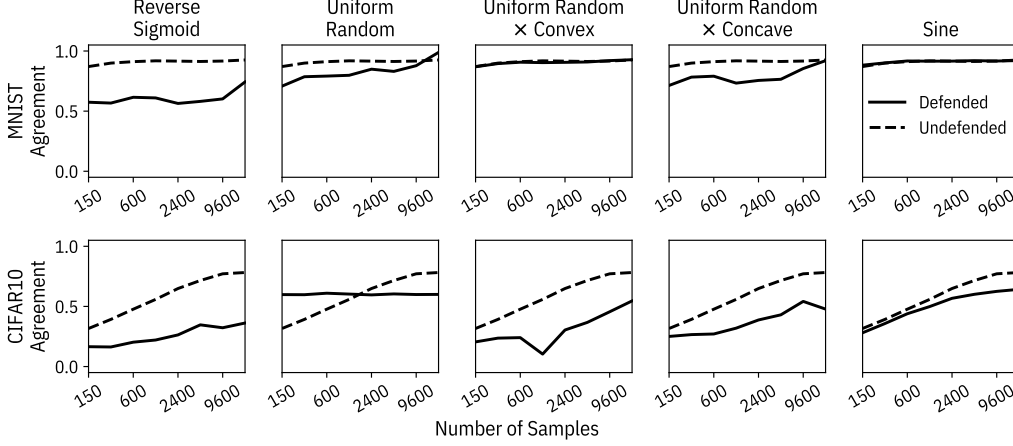 Reverse
Sigmoid
Uniform
Random
Uniform Random
× Convex
Uniform Random
× Concave
Sine
MNIST
Agreement
1.0
0.5
0.0
Defended
Undefended
150 600 2400 9600
150 600 2400 9600
150 600 2400 9600
150 600 2400 9600
150 600 2400 9600
CIFAR10
Agreement
1.0
0.5
0.0
150 600 2400 9600
150 600 2400 9600
150 600 2400 9600
150 600 2400 9600
150 600 2400 9600
Number of Samples